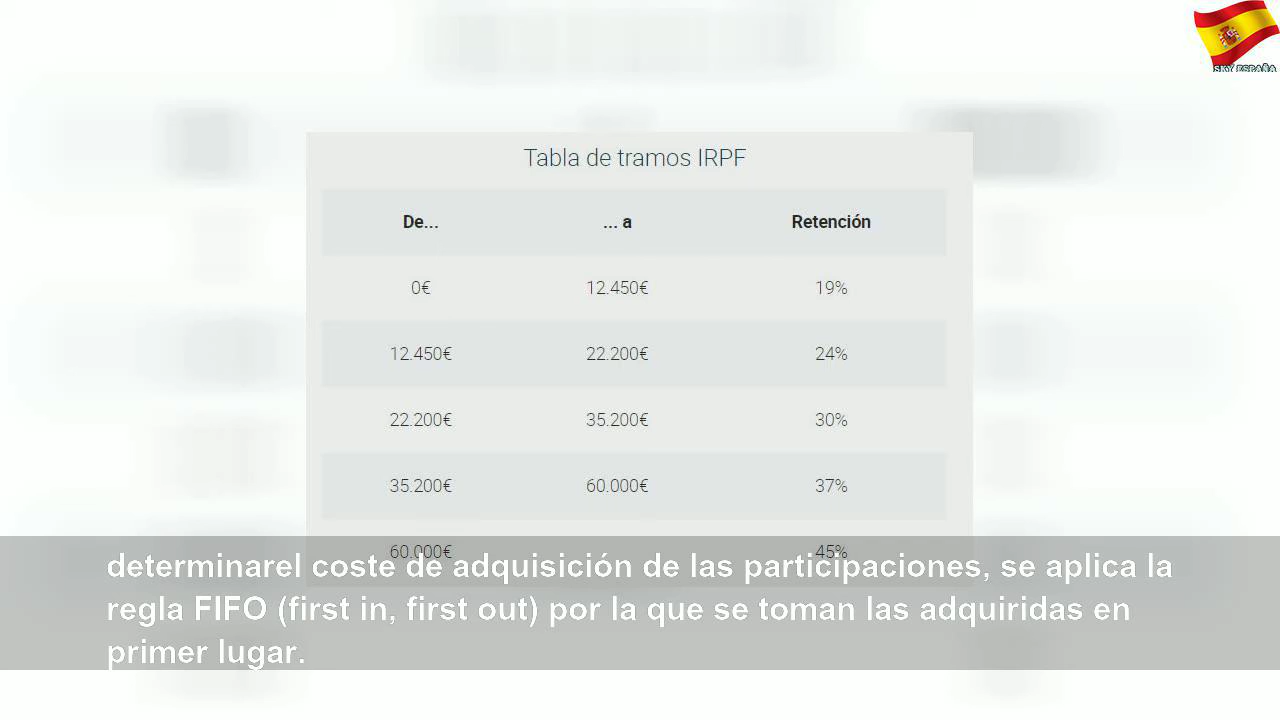 SKY ESPAÑA
Tabla de tramos IRPF
De... ... a Retención
0€ 12.450€ 19%
12.450€ 22.200€ 24%
22.200€ 35.200€ 30%
35.200€ 60.000€ 37%
60.000€ 45%
determinarel coste de adquisición de las participaciones, se aplica la
regla FIFO (first in, first out) por la que se toman las adquiridas en
primer lugar.